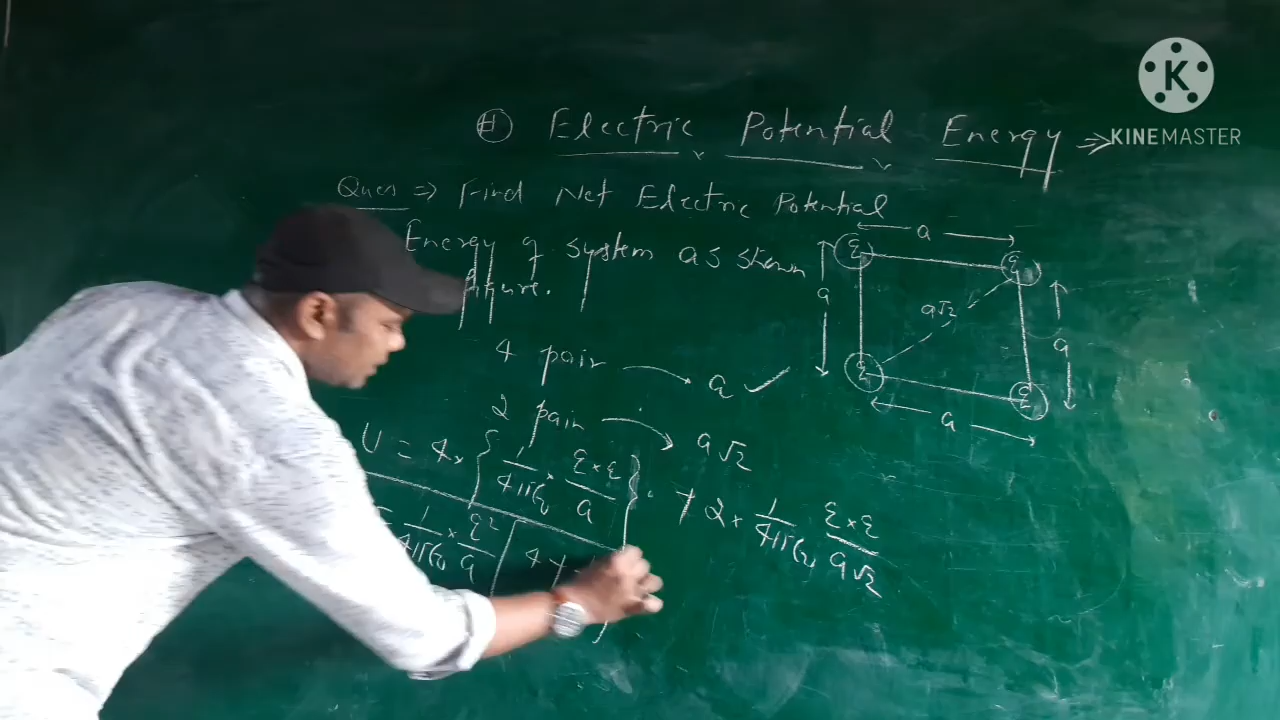 (H) Electric Potential Energy ⇒
KINEMASTER
Ques ⇒ Find Net Electric Potential
Energy of system as shown
figure.
a
q q
a a√2 a
q q
a
4 pair → a ✓
2 pair → a√2
U = 4 × { 1/4πε₀ × q×q/a } + 2 × 1/4πε₀ q×q/a√2
= 1/4πε₀ × q²/a [ 4 +